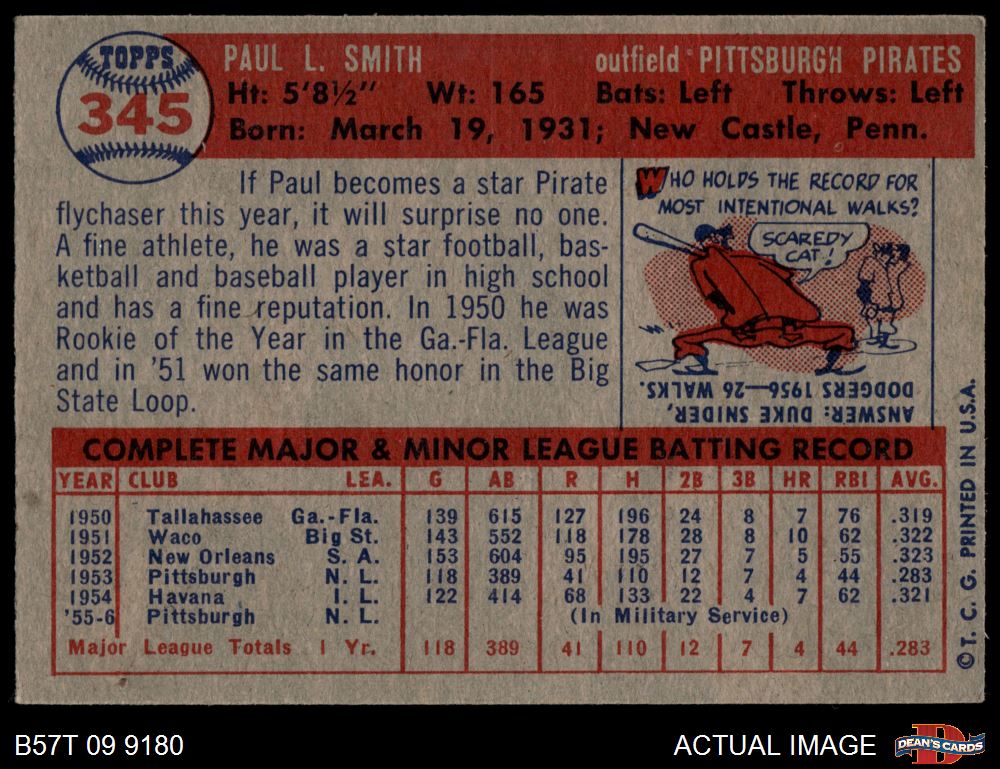 TOPPS
345
PAUL L. SMITH outfield PITTSBURGH PIRATES
Ht: 5'8½" Wt: 165 Bats: Left Throws: Left
Born: March 19, 1931; New Castle, Penn.
If Paul becomes a star Pirate
flychaser this year, it will surprise no one.
A fine athlete, he was a star football, bas-
ketball and baseball player in high school
and has a fine reputation. In 1950 he was
Rookie of the Year in the Ga.-Fla. League
and in '51 won the same honor in the Big
State Loop.
WHO HOLDS THE RECORD FOR
MOST INTENTIONAL WALKS?
SCAREDY
CAT!
ANSWER: DUKE SNIDER,
DODGERS 1956—26 WALKS.
COMPLETE MAJOR & MINOR LEAGUE BATTING RECORD
YEAR CLUB LEA. G AB R H 2B 3B HR RBI AVG.
1950 Tallahassee Ga.-Fla. 139 615 127 196 24 8 7 76 .319
1951 Waco Big St. 143 552 118 178 28 8 10 62 .322
1952 New Orleans S. A. 153 604 95 195 27 7 5 55 .323
1953 Pittsburgh N. L. 118 389 41 110 12 7 4 44 .283
1954 Havana I. L. 122 414 68 133 22 4 7 62 .321
'55-6 Pittsburgh N. L. (In Military Service)
Major League Totals 1 Yr. 118 389 41 110 12 7 4 44 .283
©T. C. G. PRINTED IN U.S.A.
B57T 09 9180
ACTUAL IMAGE
D
DEAN'S CARDS